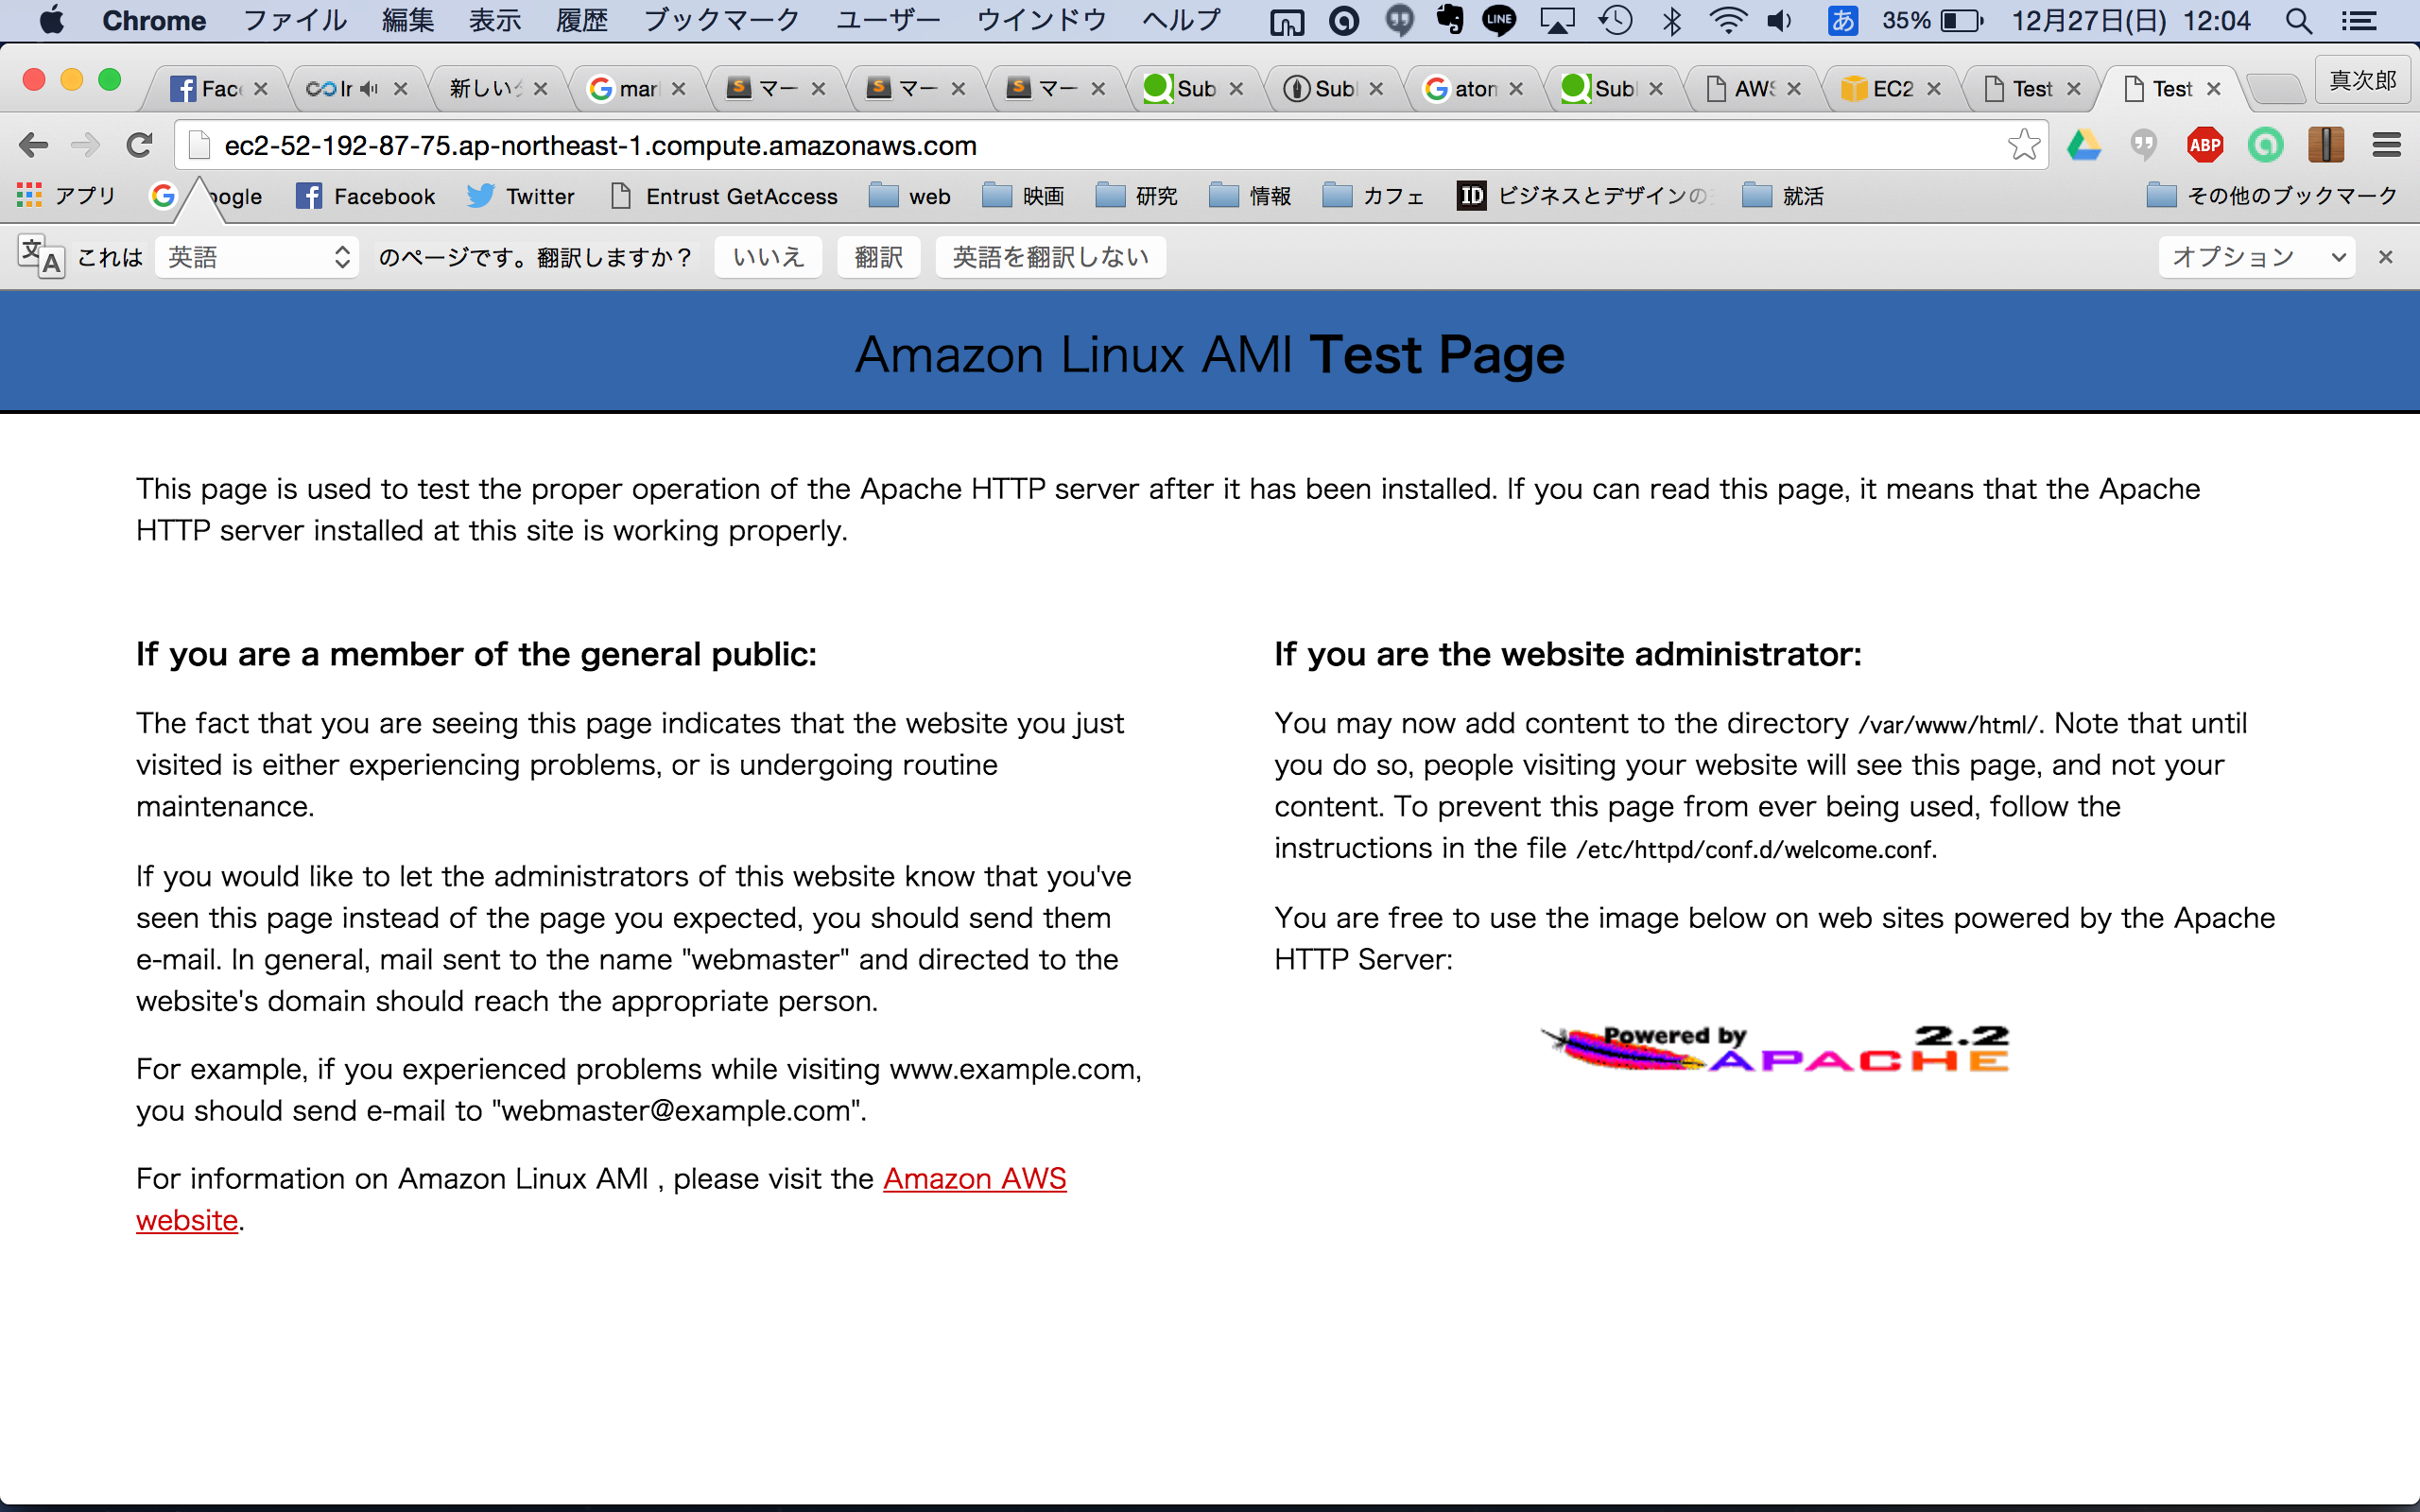 Chrome ファイル 編集 表示 履歴 ブックマーク ユーザー ウインドウ ヘルプ LINE あ 35% 12月27日(日) 12:04
Fac Ir 新しい mar マー マー マー Sub Sub aton Sub AWS EC2 Test Test 真次郎
ec2-52-192-87-75.ap-northeast-1.compute.amazonaws.com ABP
アプリ Facebook Twitter Entrust GetAccess web 映画 研究 情報 カフェ ID ビジネスとデザインの 就活 その他のブックマーク
文A これは 英語 のページです。翻訳しますか？ いいえ 翻訳 英語を翻訳しない オプション
Amazon Linux AMI Test Page
This page is used to test the proper operation of the Apache HTTP server after it has been installed. If you can read this page, it means that the Apache
HTTP server installed at this site is working properly.
If you are a member of the general public:
The fact that you are seeing this page indicates that the website you just
visited is either experiencing problems, or is undergoing routine
maintenance.
If you would like to let the administrators of this website know that you've
seen this page instead of the page you expected, you should send them
e-mail. In general, mail sent to the name "webmaster" and directed to the
website's domain should reach the appropriate person.
For example, if you experienced problems while visiting www.example.com,
you should send e-mail to "webmaster@example.com".
For information on Amazon Linux AMI , please visit the Amazon AWS
website.
If you are the website administrator:
You may now add content to the directory /var/www/html/. Note that until
you do so, people visiting your website will see this page, and not your
content. To prevent this page from ever being used, follow the
instructions in the file /etc/httpd/conf.d/welcome.conf.
You are free to use the image below on web sites powered by the Apache
HTTP Server:
Powered by 2.2
APACHE